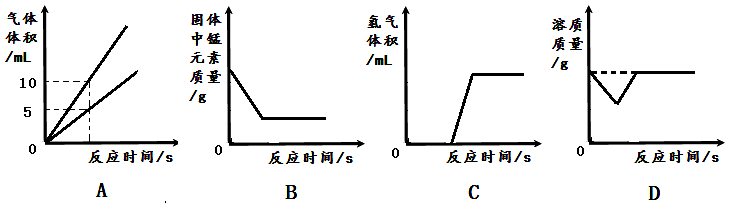 气体
体积
/mL
10
5
0
反应时间/s
A
固体
中锰
元素
质量
/g
0
反应时间/s
B
氢气
体积
/mL
0
反应时间/s
C
溶质
质量
/g
0
反应时间/s
D